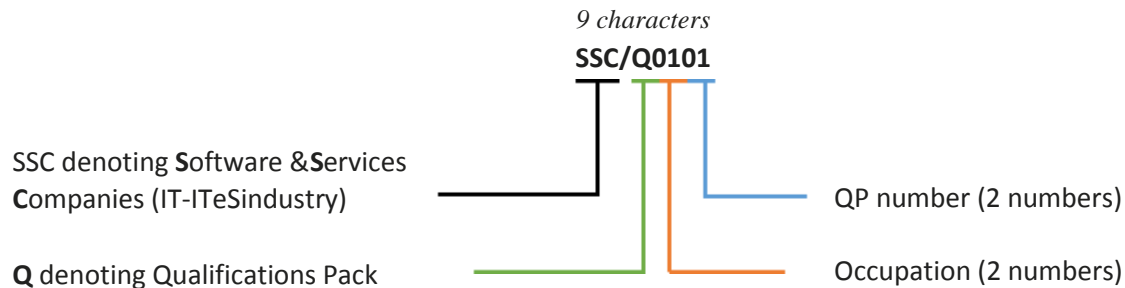 9 characters
SSC/Q0101
SSC denoting Software &Services
Companies (IT-ITeSindustry)
QP number (2 numbers)
Q denoting Qualifications Pack
Occupation (2 numbers)